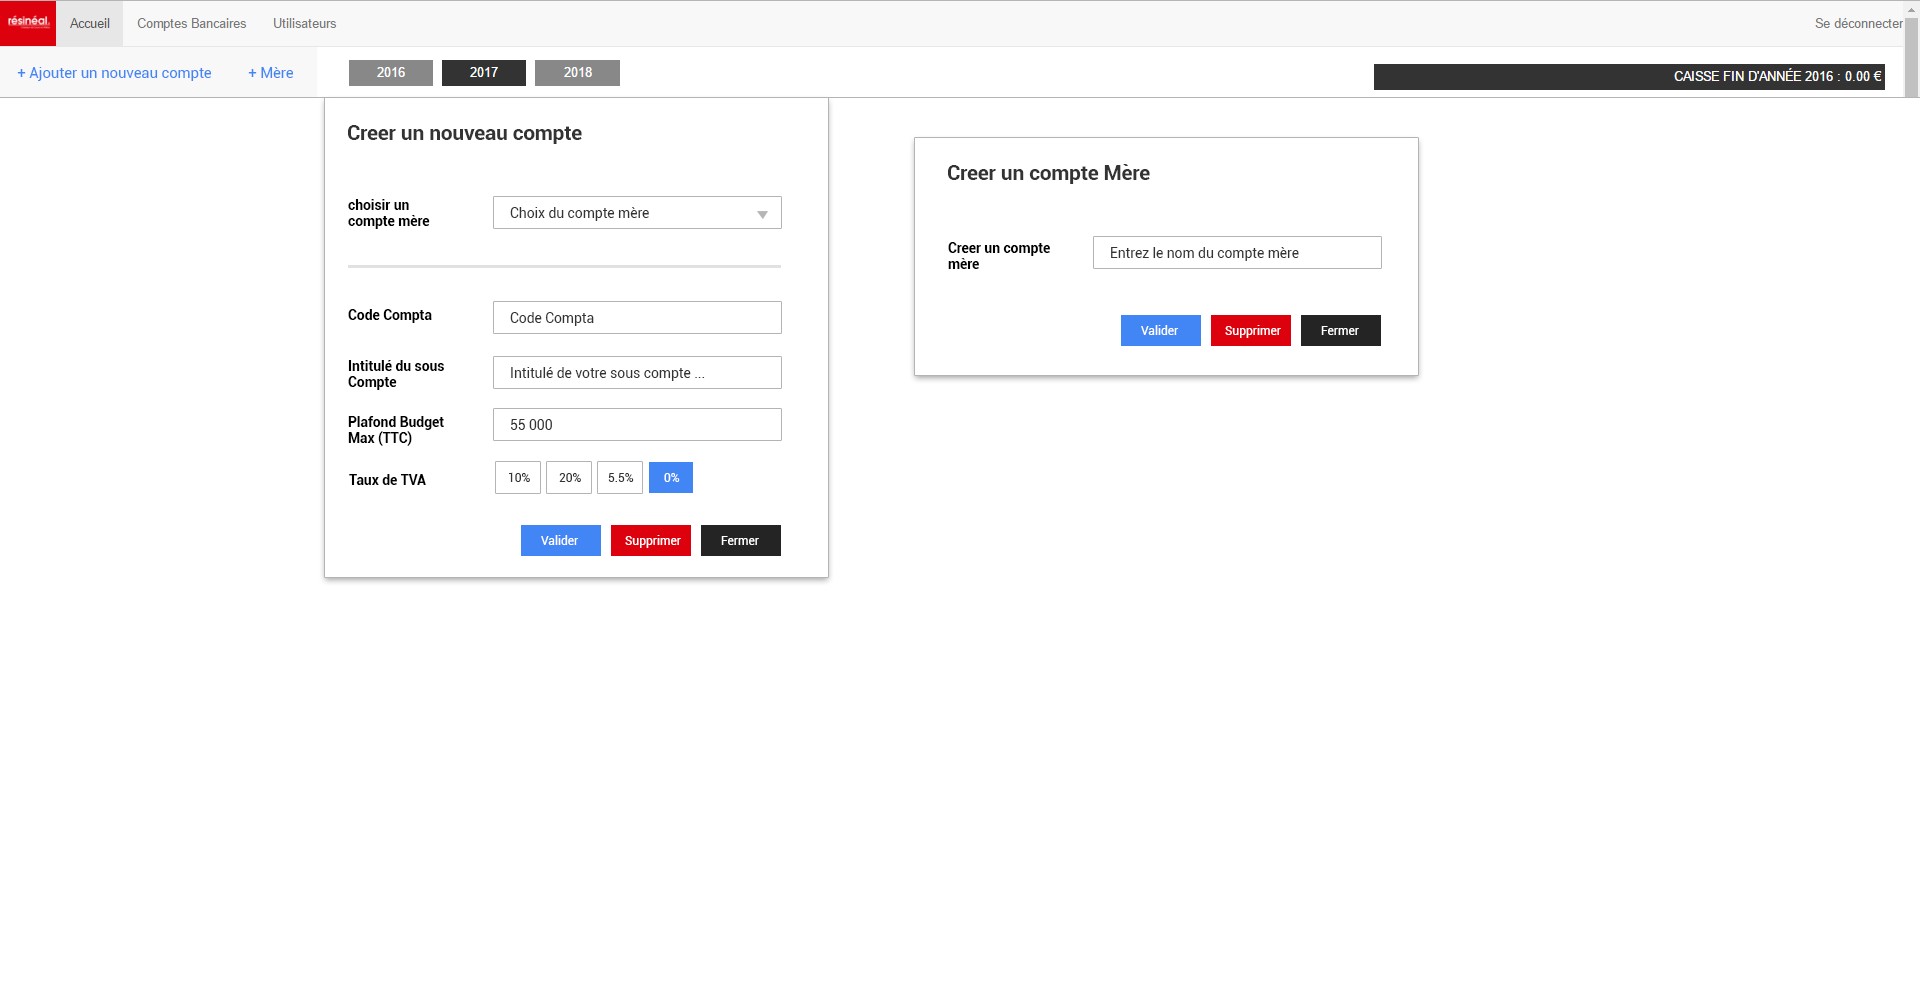 résinéal.
Accueil
Comptes Bancaires
Utilisateurs
Se déconnecter
+ Ajouter un nouveau compte
+ Mère
2016
2017
2018
CAISSE FIN D'ANNÉE 2016 : 0.00 €
Creer un nouveau compte
choisir un
compte mère
Choix du compte mère
Code Compta
Code Compta
Intitulé du sous
Compte
Intitulé de votre sous compte ...
Plafond Budget
Max (TTC)
55 000
Taux de TVA
10%
20%
5.5%
0%
Valider
Supprimer
Fermer
Creer un compte Mère
Creer un compte
mère
Entrez le nom du compte mère
Valider
Supprimer
Fermer